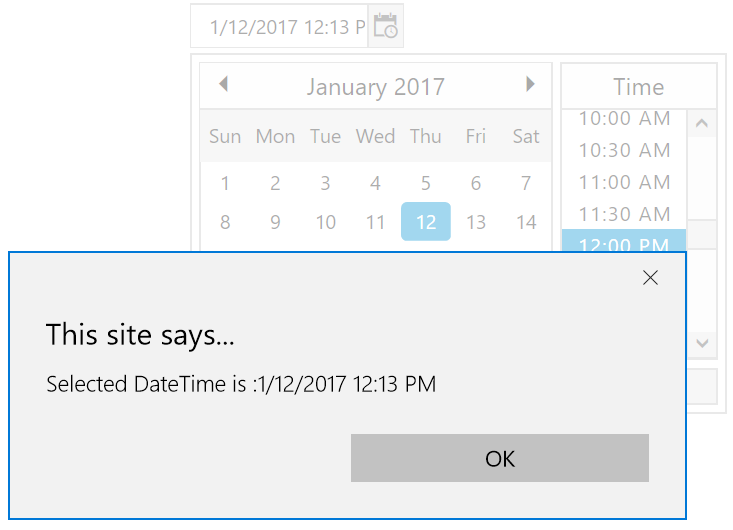 1/12/2017 12:13 P
January 2017
Sun Mon Tue Wed Thu Fri Sat
1 2 3 4 5 6 7
8 9 10 11 12 13 14
Time
10:00 AM
10:30 AM
11:00 AM
11:30 AM
12:00 PM
This site says...
Selected DateTime is :1/12/2017 12:13 PM
OK